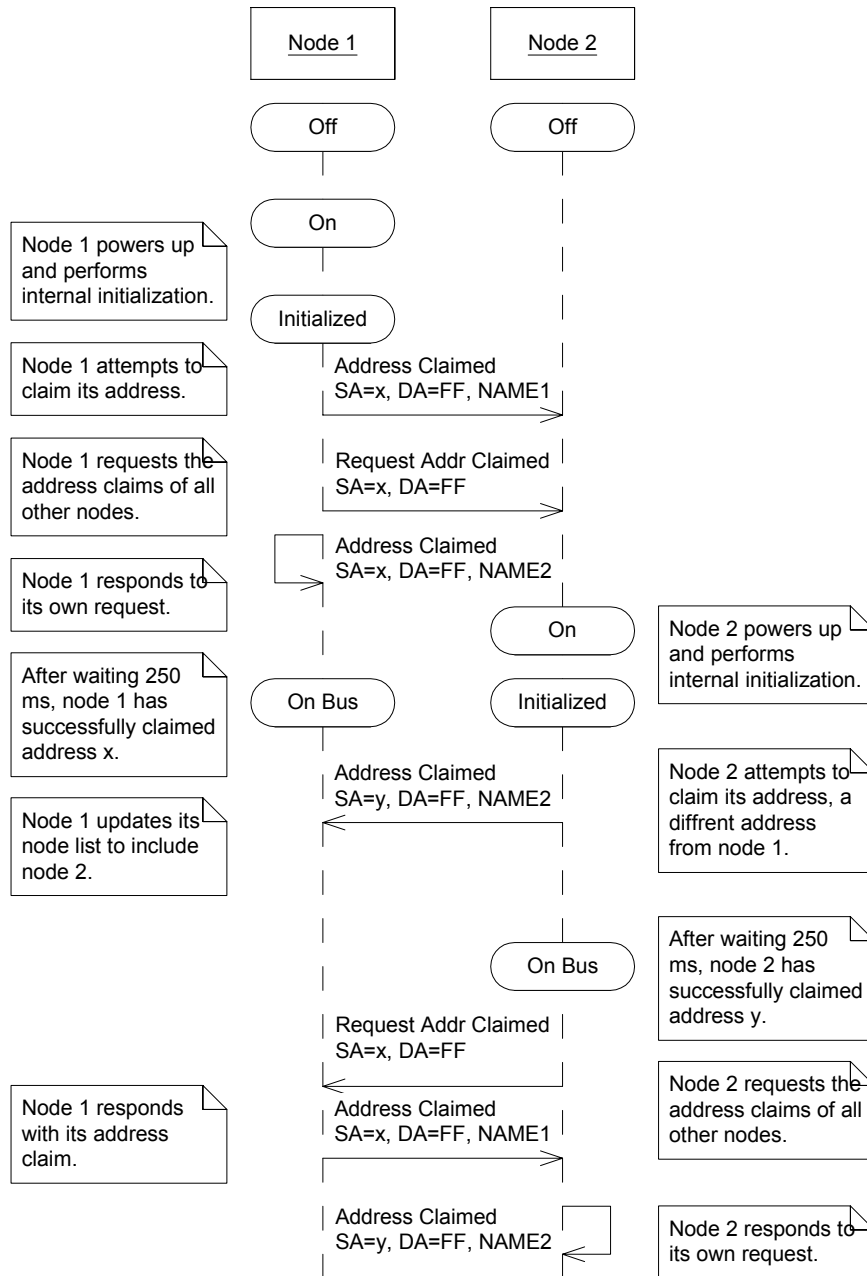 Node 1
Node 2
Off
Off
On
Node 1 powers up
and performs
internal initialization.
Initialized
Node 1 attempts to
claim its address.
Address Claimed
SA=x, DA=FF, NAME1
Node 1 requests the
address claims of all
other nodes.
Request Addr Claimed
SA=x, DA=FF
Address Claimed
SA=x, DA=FF, NAME2
Node 1 responds to
its own request.
On
Node 2 powers up
and performs
internal initialization.
After waiting 250
ms, node 1 has
successfully claimed
address x.
On Bus
Initialized
Address Claimed
SA=y, DA=FF, NAME2
Node 2 attempts to
claim its address, a
diffrent address
from node 1.
Node 1 updates its
node list to include
node 2.
On Bus
After waiting 250
ms, node 2 has
successfully claimed
address y.
Request Addr Claimed
SA=x, DA=FF
Node 2 requests the
address claims of all
other nodes.
Node 1 responds
with its address
claim.
Address Claimed
SA=x, DA=FF, NAME1
Address Claimed
SA=y, DA=FF, NAME2
Node 2 responds to
its own request.